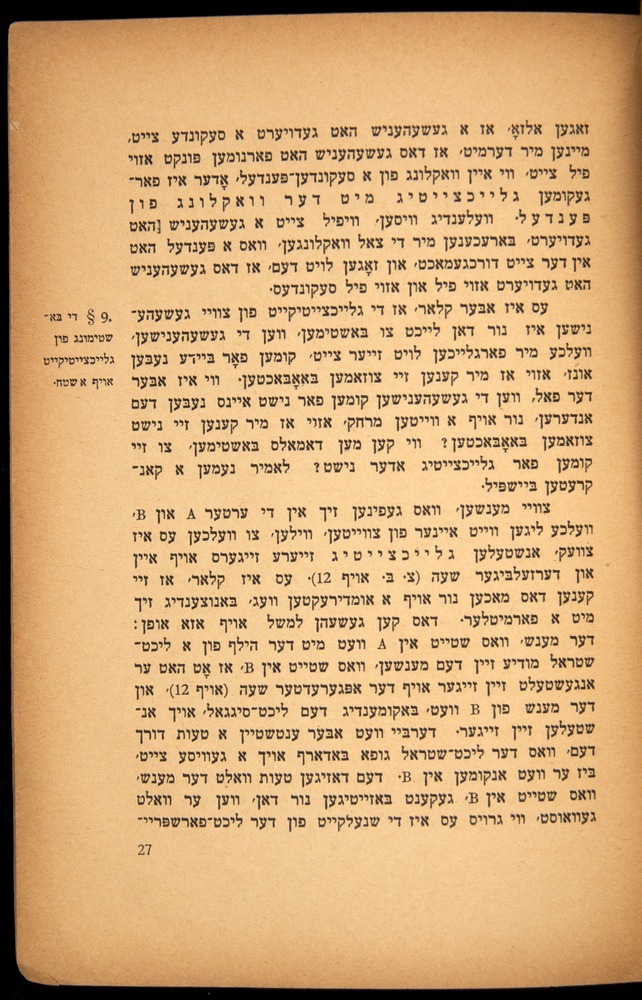 זאגען אלזאָ, אז א געשעהעניש האט געדויערט א סעקונדע צייט,
מיינען מיר דערמיט, אז דאס געשעהעניש האט פארנומען פונקט אזוי
פיל צייט, ווי איין וואקלונג פון א סעקונדען־פּענדעל, אָדער איז פאר־
געקומען גלייכצייטיג מיט דער וואקלונג פון
פּענדעל. וועלענדיג וויסען, וויפיל צייט א געשעהעניש [האט
געדויערט, בארעכענען מיר די צאל וואקלונגען, וואס א פּענדעל האט
אין דער צייט דורכגעמאכט, און זאָגען לויט דעם, אז דאס געשעהעניש
האט געדויערט אזוי פיל און אזוי פיל סעקונדעס.
עס איז אבער קלאר, אז די גלייכצייטיקייט פון צוויי געשעהע־
נישען איז נור דאן לייכט צו באשטימען, ווען די געשעהענישען,
וועלכע מיר פארגלייכען לויט זייער צייט, קומען פאָר ביידע נעבען
אונז, אזוי אז מיר קענען זיי צוזאמען באאָבאכטען. ווי איז אבער
דער פאל, ווען די געשעהענישען קומען פאר נישט איינס נעבען דעם
אנדערען, נור אויף א ווייטען מרחק, אזוי אז מיר קענען זיי נישט
צוזאמען באאָבאכטען? ווי קען מען דאמאלס באשטימען, צו זיי
קומען פאר גלייכצייטיג אדער נישט? לאמיר נעמען א קאנ־
קרעטען ביישפּיל.
§ 9. די בא־
שטימונג פון
גלייכצייטיקייט
אויף א שטח.
צוויי מענשען, וואס געפינען זיך אין די ערטער A און B,
וועלכע ליגען ווייט איינער פון צווייטען, ווילען, צו וועלכען עס איז
צוועק, אנשטעלען גלייכצייטיג זייערע זייגערס אויף איין
און דערזעלביגער שעה (צ. ב. אויף 12). עס איז קלאר, אז זיי
קענען דאס מאכען נור אויף א אומדירעקטען וועג, באנוצענדיג זיך
מיט א פארמיטלער. דאס קען געשעהן למשל אויף אזא אופן:
דער מענש, וואס שטייט אין A וועט מיט דער הילף פון א ליכט־
שטראל מודיע זיין דעם מענשען, וואס שטייט אין B, אז אָט האט ער
אנגעשטעלט זיין זייגער אויף דער אפּגערעדטער שעה (אויף 12), און
דער מענש פון B וועט, באקומענדיג דעם ליכט־סיגנאל, אויך אנ־
שטעלען זיין זייגער. דערביי וועט אבער ענטשטיין א טעות דורך
דעם, וואס דער ליכט־שטראל גופא באדארף אויך א געוויסע צייט,
ביז ער וועט אנקומען אין B. דעם דאזיגען טעות וואלט דער מענש,
וואס שטייט אין B, געקענט באזייטיגען נור דאן, ווען ער וואלט
געוואוסט, ווי גרויס עס איז די שנעלקייט פון דער ליכט־פארשפּריי־
27